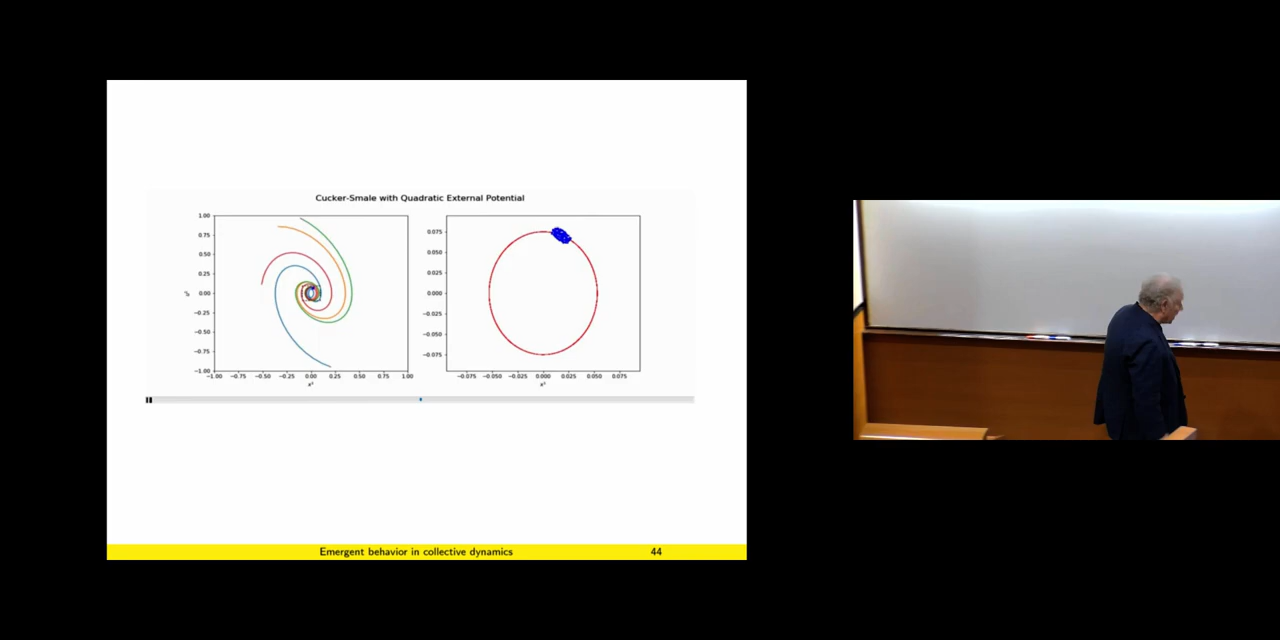 Cucker-Smale with Quadratic External Potential
1.00
0.75
0.50
0.25
0.00
−0.25
−0.50
−0.75
−1.00
−1.00 −0.75 −0.50 −0.25 0.00 0.25 0.50 0.75 1.00
x¹
0.075
0.050
0.025
0.000
−0.025
−0.050
−0.075
−0.075 −0.050 −0.025 0.000 0.025 0.050 0.075
x¹
Emergent behavior in collective dynamics 44